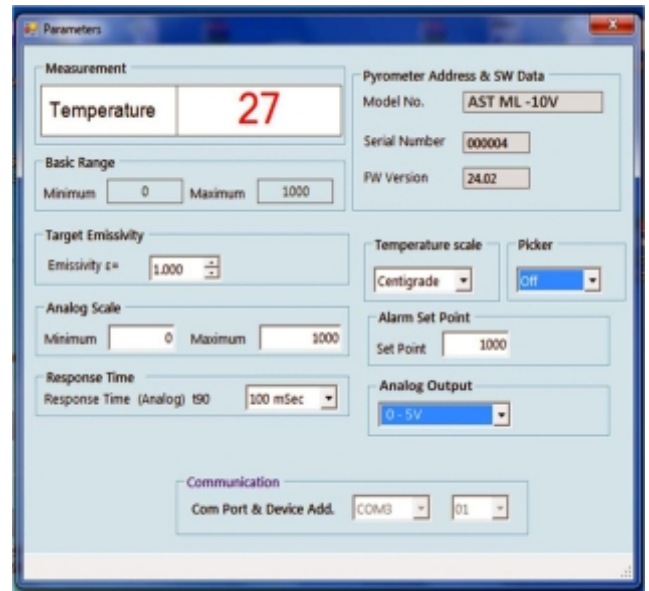 Parameters
Measurement
Temperature 27
Basic Range
Minimum 0 Maximum 1000
Target Emissivity
Emissivity ε= 1.000
Analog Scale
Minimum 0 Maximum 1000
Response Time
Response Time (Analog) t90 100 mSec
Pyrometer Address & SW Data
Model No. AST ML -10V
Serial Number 000004
FW Version 24.02
Temperature scale
Centigrade
Picker
Off
Alarm Set Point
Set Point 1000
Analog Output
0 - 5V
Communication
Com Port & Device Add. COM3 01